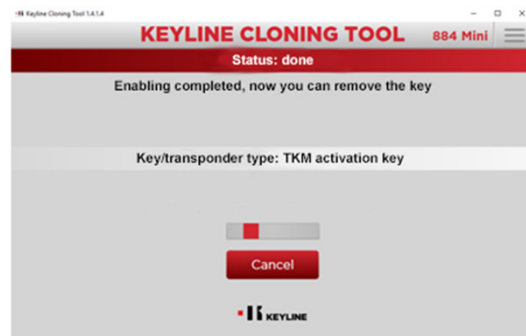 Keyline Cloning Tool 1.4.1.4
KEYLINE CLONING TOOL 884 Mini
Status: done
Enabling completed, now you can remove the key
Key/transponder type: TKM activation key
Cancel
KEYLINE